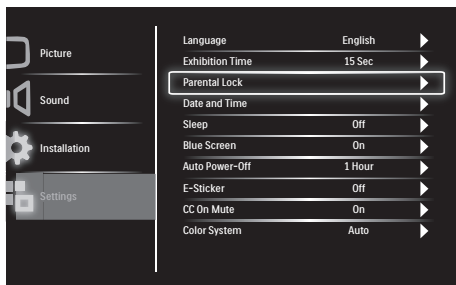 Picture
Sound
Installation
Settings
Language English
Exhibition Time 15 Sec
Parental Lock
Date and Time
Sleep Off
Blue Screen On
Auto Power-Off 1 Hour
E-Sticker Off
CC On Mute On
Color System Auto